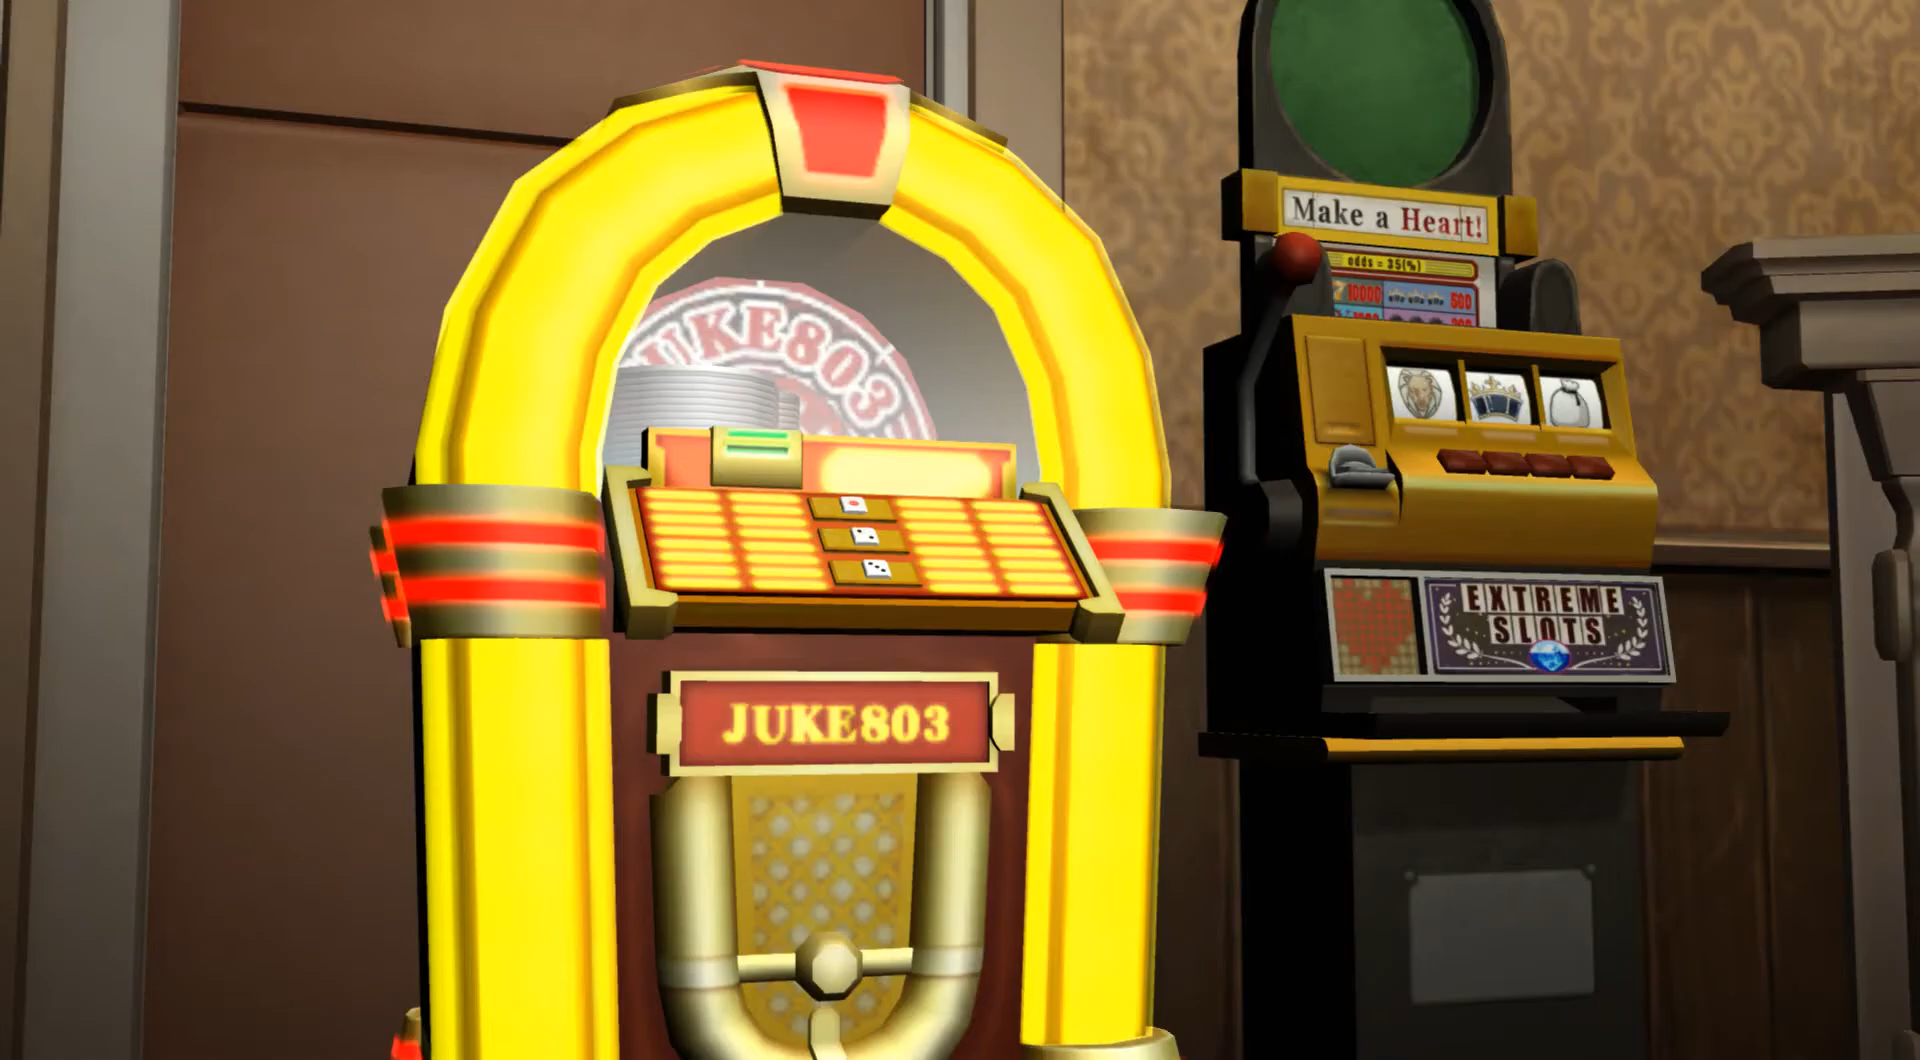 JUKE803
JUKE803
Make a Heart!
odds = 35(%)
10000
500
EXTREME
SLOTS